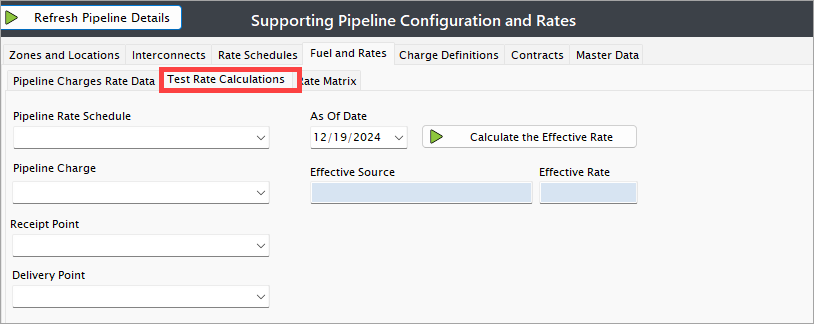 Refresh Pipeline Details
Supporting Pipeline Configuration and Rates
Zones and Locations Interconnects Rate Schedules Fuel and Rates Charge Definitions Contracts Master Data
Pipeline Charges Rate Data Test Rate Calculations Rate Matrix
Pipeline Rate Schedule As Of Date
12/19/2024 Calculate the Effective Rate
Pipeline Charge Effective Source Effective Rate
Receipt Point
Delivery Point